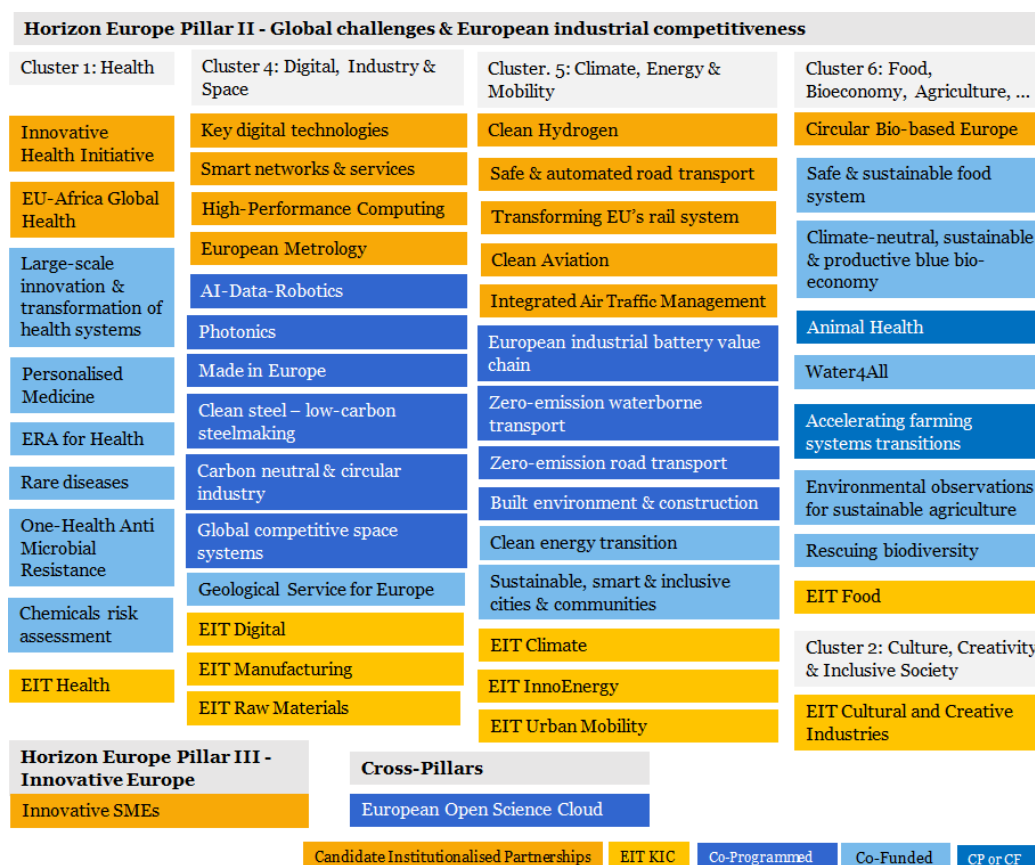 Horizon Europe Pillar II - Global challenges & European industrial competitiveness
Cluster 1: Health
Innovative
Health Initiative
EU-Africa Global
Health
Large-scale
innovation &
transformation of
health systems
Personalised
Medicine
ERA for Health
Rare diseases
One-Health Anti
Microbial
Resistance
Chemicals risk
assessment
EIT Health
Cluster 4: Digital, Industry &
Space
Key digital technologies
Smart networks & services
High-Performance Computing
European Metrology
AI-Data-Robotics
Photonics
Made in Europe
Clean steel – low-carbon
steelmaking
Carbon neutral & circular
industry
Global competitive space
systems
Geological Service for Europe
EIT Digital
EIT Manufacturing
EIT Raw Materials
Cluster. 5: Climate, Energy &
Mobility
Clean Hydrogen
Safe & automated road transport
Transforming EU's rail system
Clean Aviation
Integrated Air Traffic Management
European industrial battery value
chain
Zero-emission waterborne
transport
Zero-emission road transport
Built environment & construction
Clean energy transition
Sustainable, smart & inclusive
cities & communities
EIT Climate
EIT InnoEnergy
EIT Urban Mobility
Cluster 6: Food,
Bioeconomy, Agriculture, ...
Circular Bio-based Europe
Safe & sustainable food
system
Climate-neutral, sustainable
& productive blue bio-
economy
Animal Health
Water4All
Accelerating farming
systems transitions
Environmental observations
for sustainable agriculture
Rescuing biodiversity
EIT Food
Cluster 2: Culture, Creativity
& Inclusive Society
EIT Cultural and Creative
Industries
Horizon Europe Pillar III -
Innovative Europe
Innovative SMEs
Cross-Pillars
European Open Science Cloud
Candidate Institutionalised Partnerships
EIT KIC
Co-Programmed
Co-Funded
CP or CF